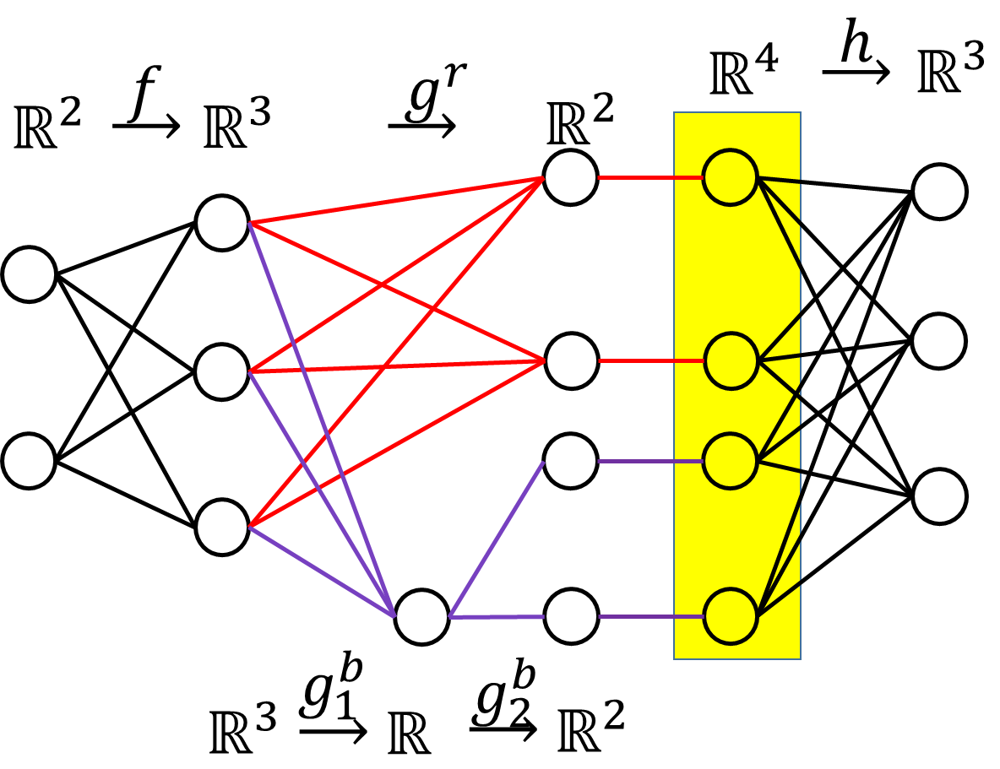 ℝ² f→ ℝ³ gʳ→ ℝ² ℝ⁴ h→ ℝ³
ℝ³ g₁ᵇ→ ℝ g₂ᵇ→ ℝ²